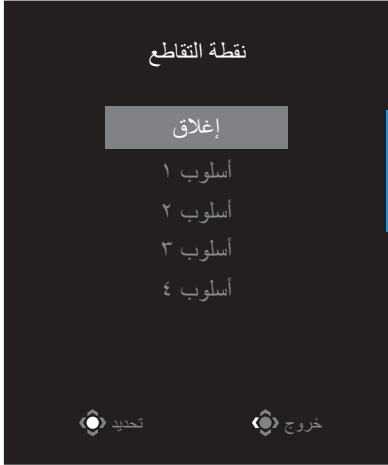 نقطة التقاطع
إغلاق
أسلوب ١
أسلوب ٢
أسلوب ٣
أسلوب ٤
خروج تحديد